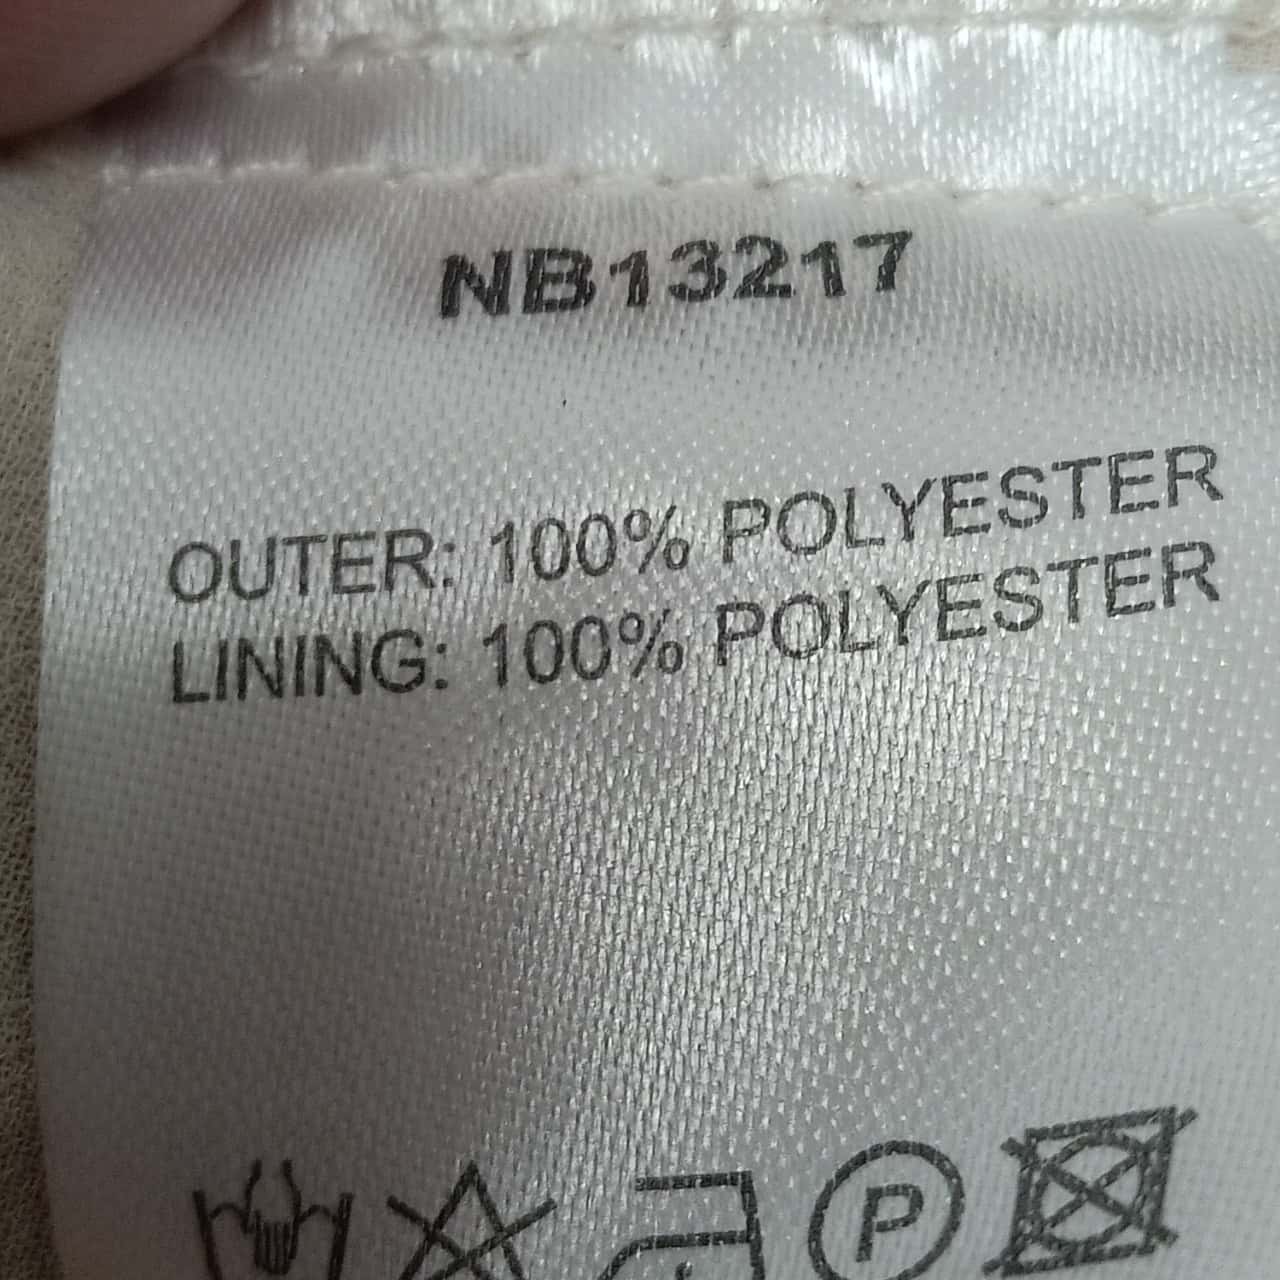 NB13217
OUTER: 100% POLYESTER
LINING: 100% POLYESTER
P